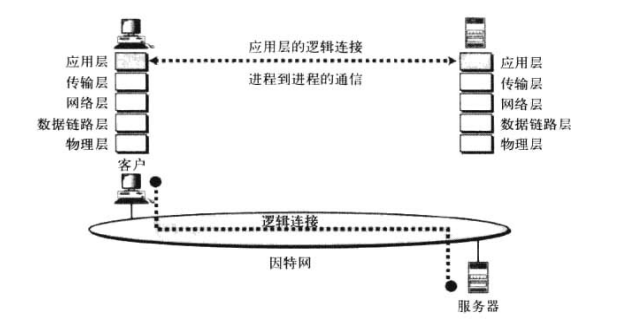 应用层的逻辑连接
应用层
应用层
传输层
进程到进程的通信
传输层
网络层
网络层
数据链路层
数据链路层
物理层
物理层
客户
逻辑连接
因特网
服务器